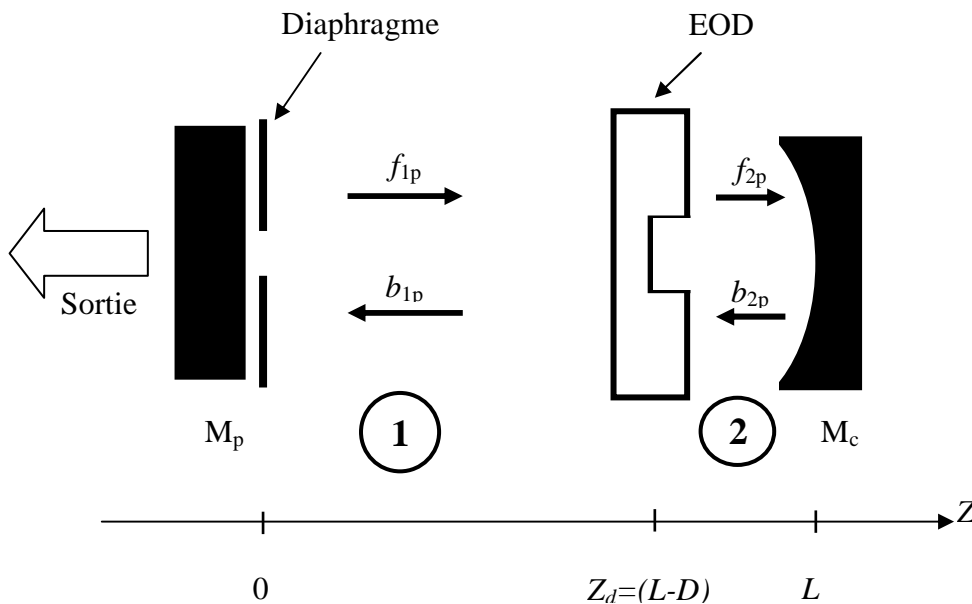 Diaphragme
EOD
f1p
f2p
Sortie
b1p
b2p
1
2
Mp
Mc
Z
0
Zd=(L-D)
L